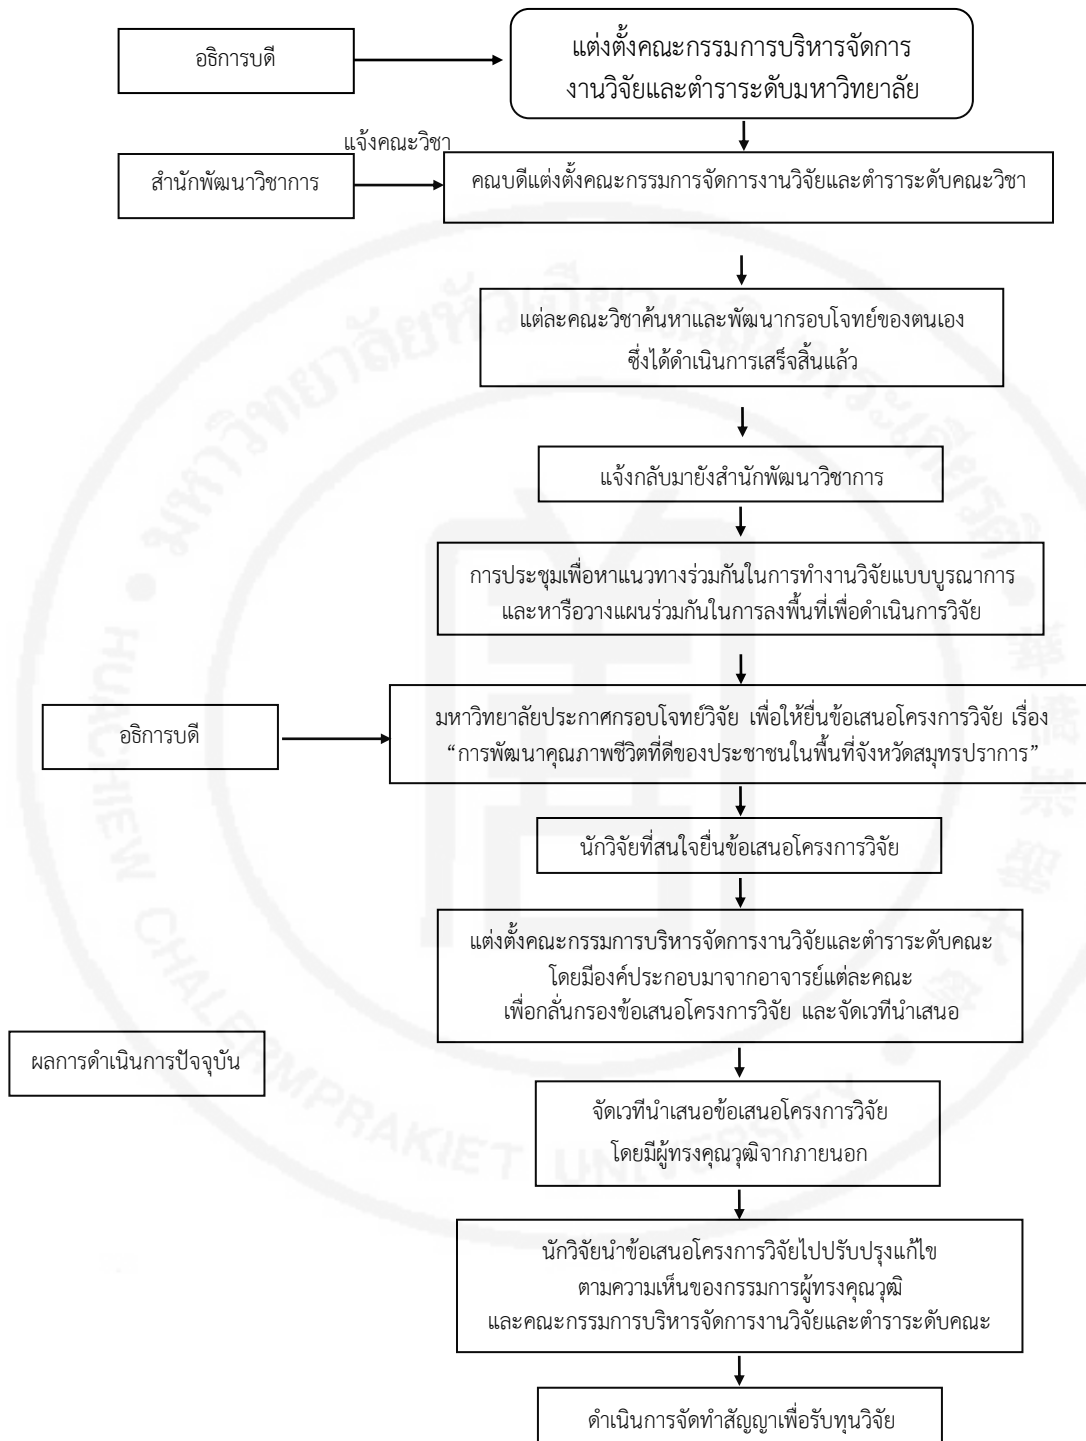 อธิการบดี
แต่งตั้งคณะกรรมการบริหารจัดการ
งานวิจัยและตำราระดับมหาวิทยาลัย
แจ้งคณะวิชา
สำนักพัฒนาวิชาการ
คณบดีแต่งตั้งคณะกรรมการจัดการงานวิจัยและตำราระดับคณะวิชา
แต่ละคณะวิชาค้นหาและพัฒนากรอบโจทย์ของตนเอง
ซึ่งได้ดำเนินการเสร็จสิ้นแล้ว
แจ้งกลับมายังสำนักพัฒนาวิชาการ
การประชุมเพื่อหาแนวทางร่วมกันในการทำงานวิจัยแบบบูรณาการ
และหารือวางแผนร่วมกันในการลงพื้นที่เพื่อดำเนินการวิจัย
อธิการบดี
มหาวิทยาลัยประกาศกรอบโจทย์วิจัย เพื่อให้ยื่นข้อเสนอโครงการวิจัย เรื่อง
“การพัฒนาคุณภาพชีวิตที่ดีของประชาชนในพื้นที่จังหวัดสมุทรปราการ”
นักวิจัยที่สนใจยื่นข้อเสนอโครงการวิจัย
แต่งตั้งคณะกรรมการบริหารจัดการงานวิจัยและตำราระดับคณะ
โดยมีองค์ประกอบมาจากอาจารย์แต่ละคณะ
เพื่อกลั่นกรองข้อเสนอโครงการวิจัย และจัดเวทีนำเสนอ
ผลการดำเนินการปัจจุบัน
จัดเวทีนำเสนอข้อเสนอโครงการวิจัย
โดยมีผู้ทรงคุณวุฒิจากภายนอก
นักวิจัยนำข้อเสนอโครงการวิจัยไปปรับปรุงแก้ไข
ตามความเห็นของกรรมการผู้ทรงคุณวุฒิ
และคณะกรรมการบริหารจัดการงานวิจัยและตำราระดับคณะ
ดำเนินการจัดทำสัญญาเพื่อรับทุนวิจัย
มหาวิทยาลัยหัวเฉียวเฉลิมพระเกียรติ
HUACHIEW CHALERMPRAKIET UNIVERSITY
華僑崇聖大學